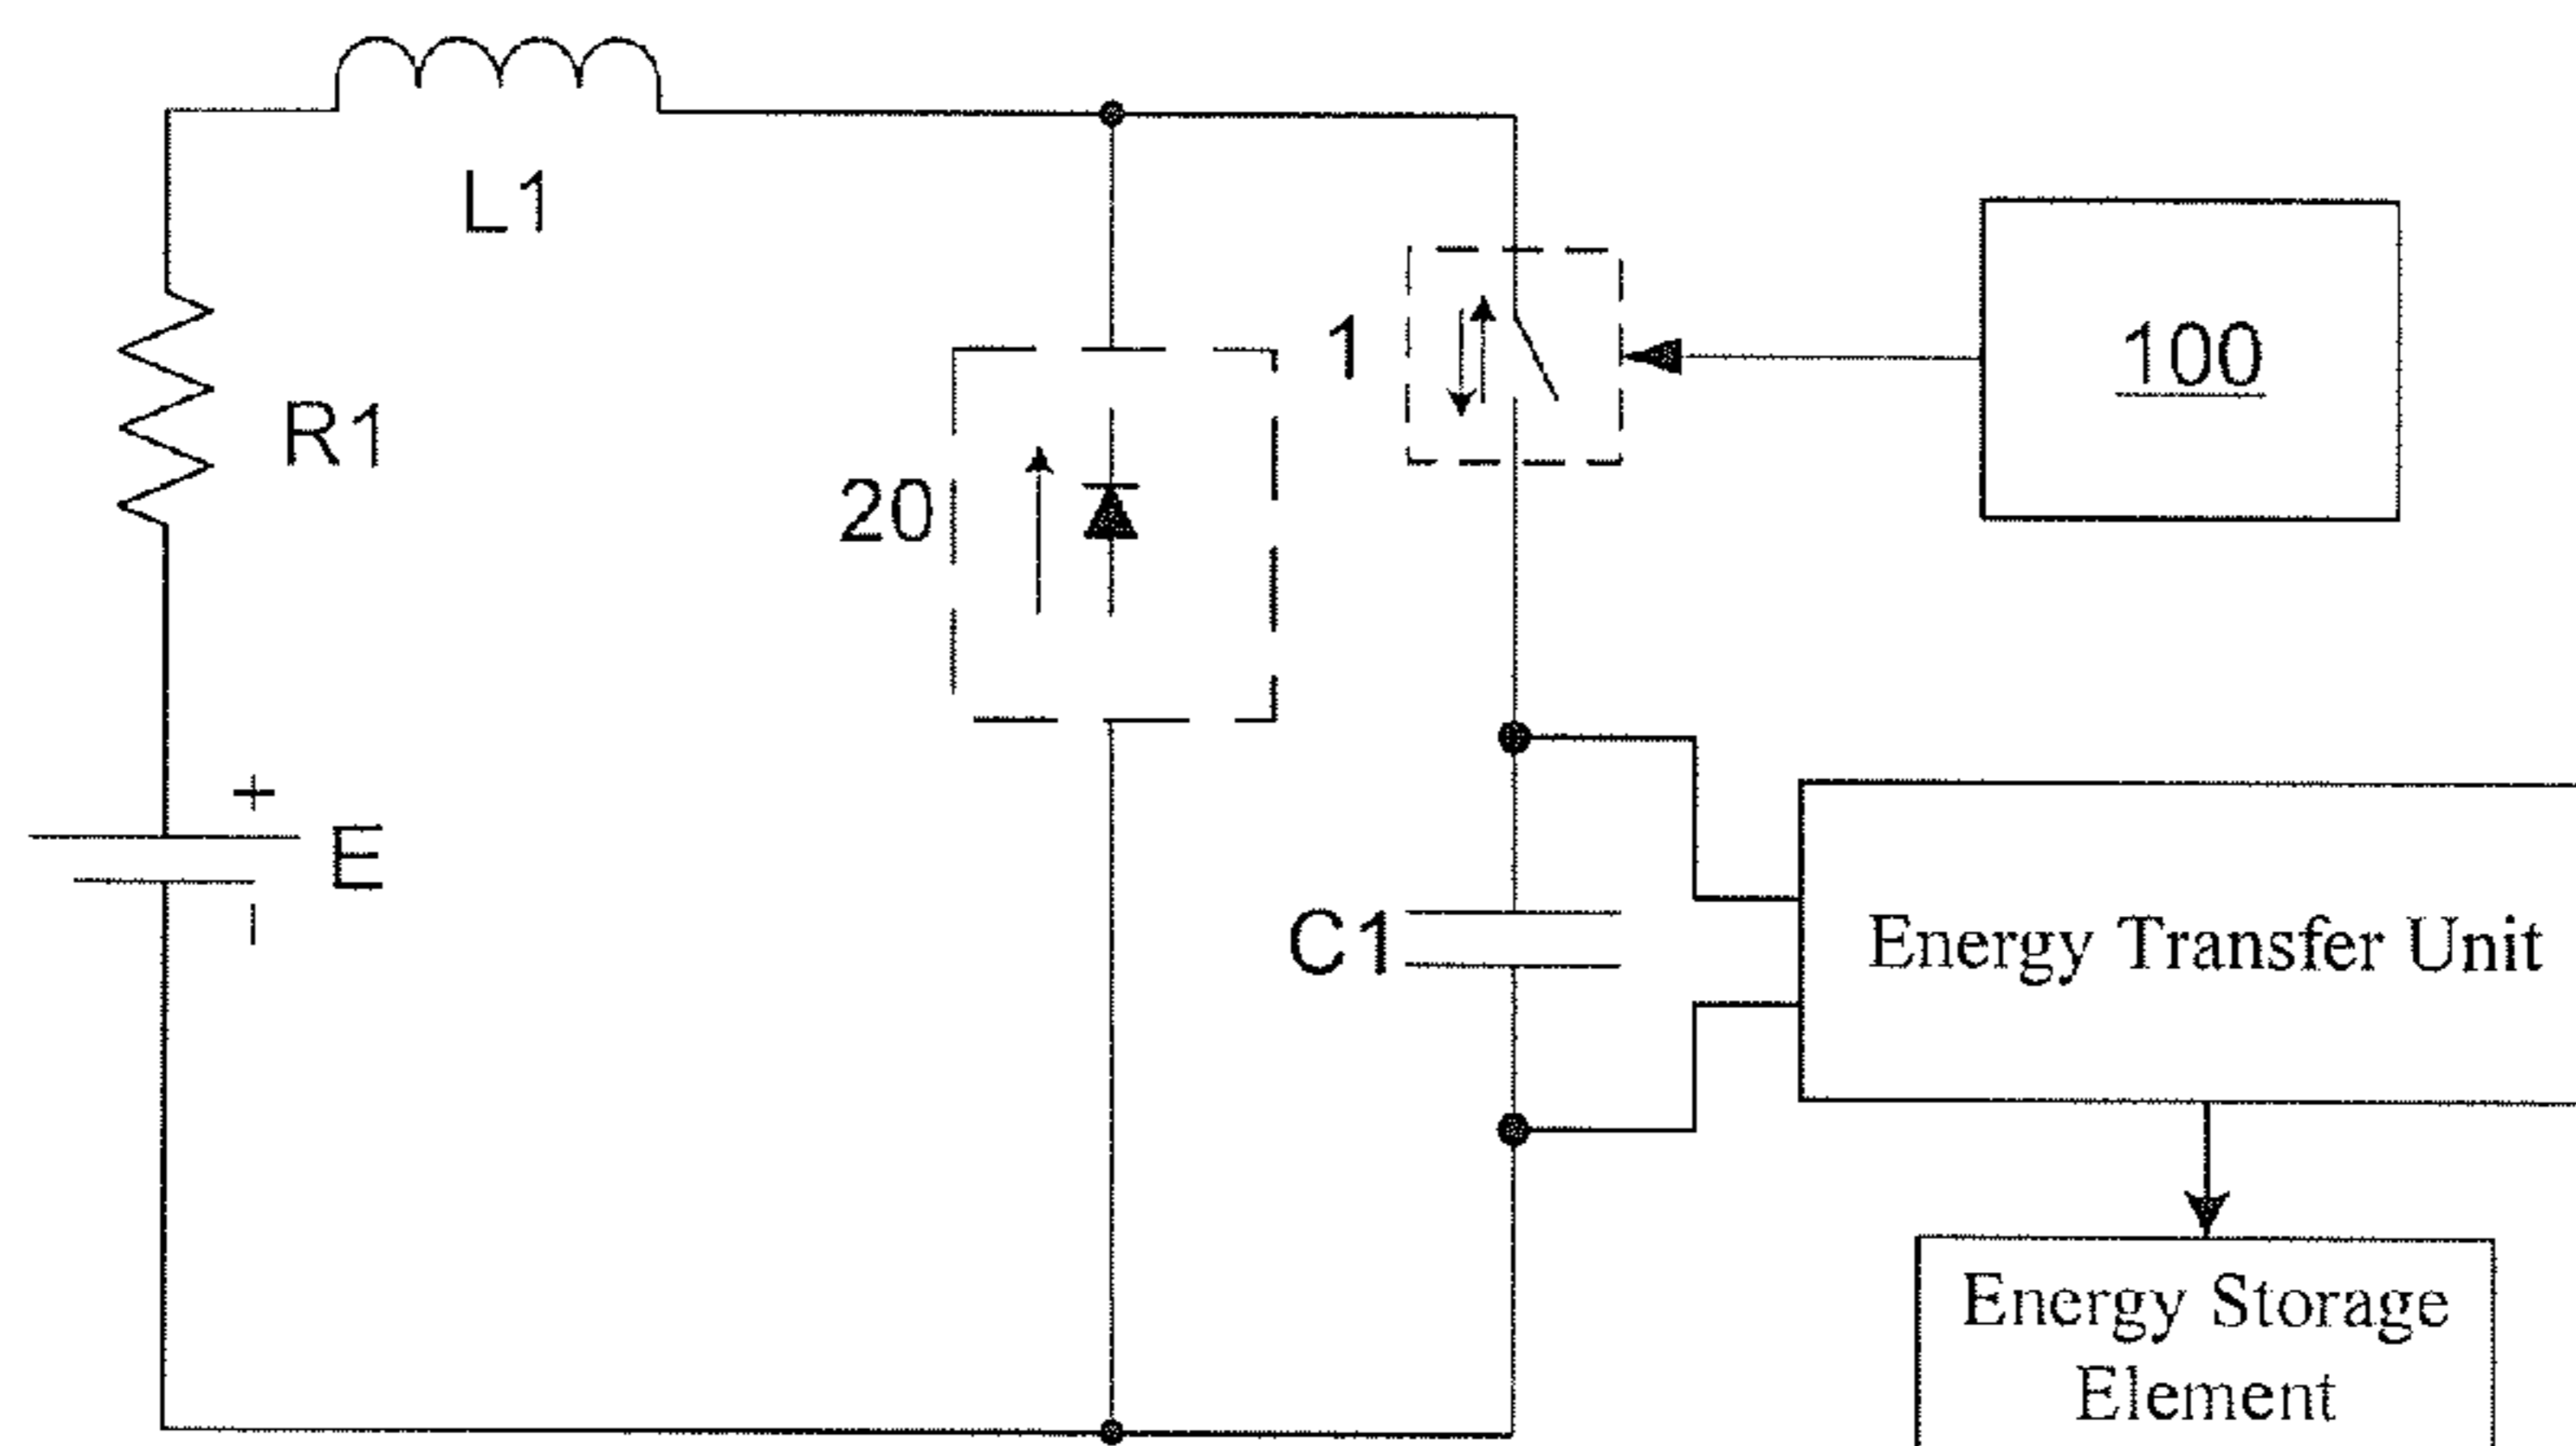 L1
R1
20
1
100
+
E
–
C1
Energy Transfer Unit
Energy Storage
Element